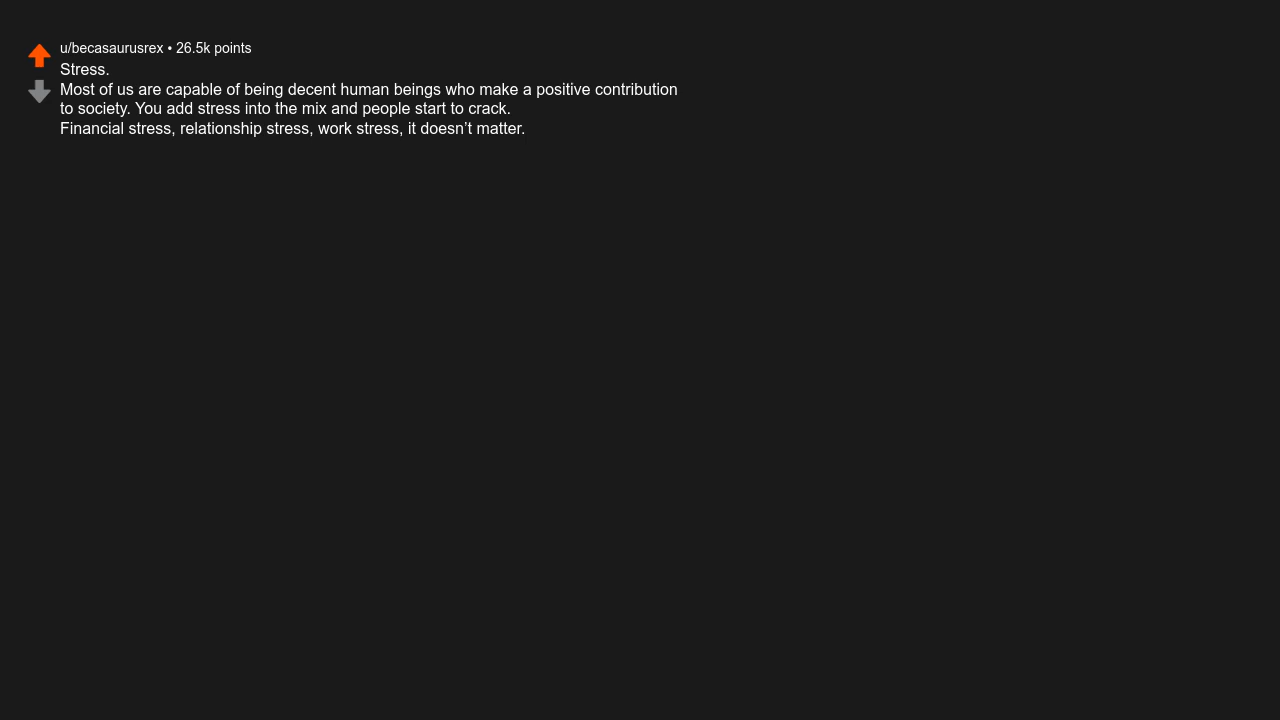 u/becasaurusrex • 26.5k points
Stress.
Most of us are capable of being decent human beings who make a positive contribution
to society. You add stress into the mix and people start to crack.
Financial stress, relationship stress, work stress, it doesn’t matter.